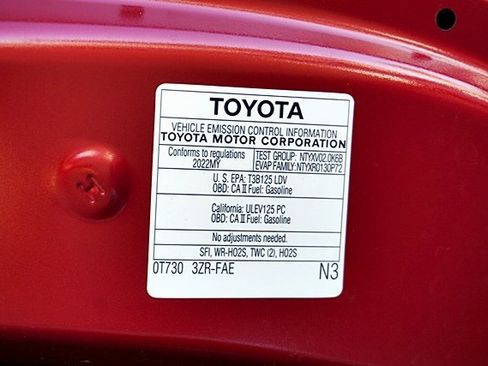 TOYOTA
VEHICLE EMISSION CONTROL INFORMATION
TOYOTA MOTOR CORPORATION
Conforms to regulations
2022MY
TEST GROUP: NTYXV02.0K6B
EVAP FAMILY: NTYXR0130P72
U.S. EPA: T3B125 LDV
OBD: CA II Fuel: Gasoline
California: ULEV125 PC
OBD: CA II Fuel: Gasoline
No adjustments needed.
SFI, WR-HO2S, TWC (2), HO2S
0T730 3ZR-FAE N3